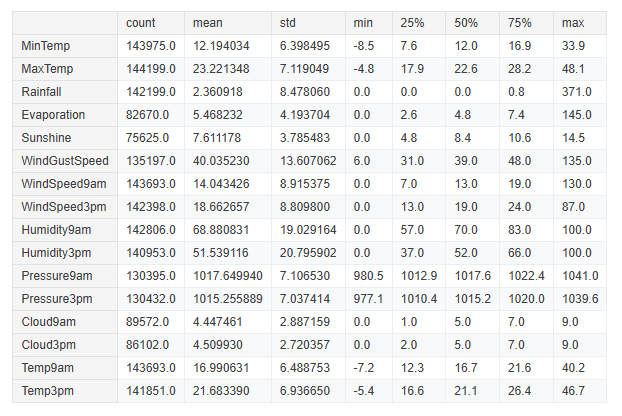 count mean std min 25% 50% 75% max
MinTemp 143975.0 12.194034 6.398495 -8.5 7.6 12.0 16.9 33.9
MaxTemp 144199.0 23.221348 7.119049 -4.8 17.9 22.6 28.2 48.1
Rainfall 142199.0 2.360918 8.478060 0.0 0.0 0.0 0.8 371.0
Evaporation 82670.0 5.468232 4.193704 0.0 2.6 4.8 7.4 145.0
Sunshine 75625.0 7.611178 3.785483 0.0 4.8 8.4 10.6 14.5
WindGustSpeed 135197.0 40.035230 13.607062 6.0 31.0 39.0 48.0 135.0
WindSpeed9am 143693.0 14.043426 8.915375 0.0 7.0 13.0 19.0 130.0
WindSpeed3pm 142398.0 18.662657 8.809800 0.0 13.0 19.0 24.0 87.0
Humidity9am 142806.0 68.880831 19.029164 0.0 57.0 70.0 83.0 100.0
Humidity3pm 140953.0 51.539116 20.795902 0.0 37.0 52.0 66.0 100.0
Pressure9am 130395.0 1017.649940 7.106530 980.5 1012.9 1017.6 1022.4 1041.0
Pressure3pm 130432.0 1015.255889 7.037414 977.1 1010.4 1015.2 1020.0 1039.6
Cloud9am 89572.0 4.447461 2.887159 0.0 1.0 5.0 7.0 9.0
Cloud3pm 86102.0 4.509930 2.720357 0.0 2.0 5.0 7.0 9.0
Temp9am 143693.0 16.990631 6.488753 -7.2 12.3 16.7 21.6 40.2
Temp3pm 141851.0 21.683390 6.936650 -5.4 16.6 21.1 26.4 46.7